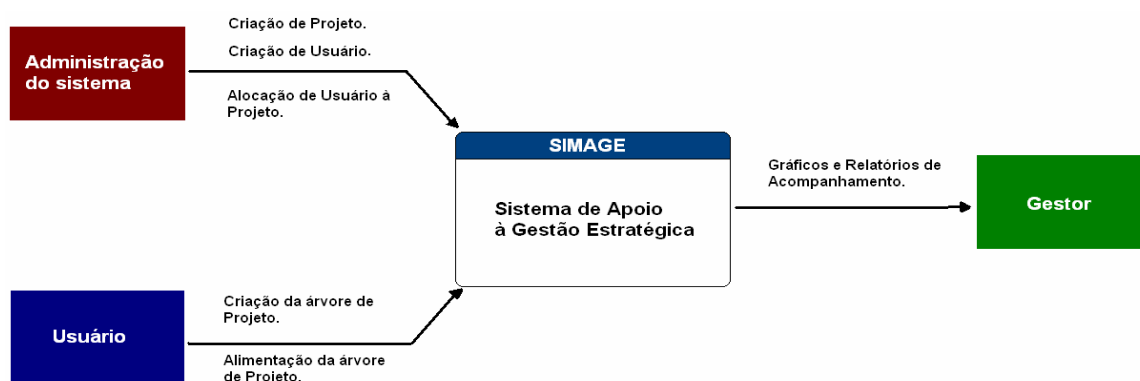 Criação de Projeto.
Criação de Usuário.
Administração
do sistema
Alocação de Usuário à
Projeto.
SIMAGE
Sistema de Apoio
à Gestão Estratégica
Gráficos e Relatórios de
Acompanhamento.
Gestor
Criação da árvore de
Projeto.
Usuário
Alimentação da árvore
de Projeto.